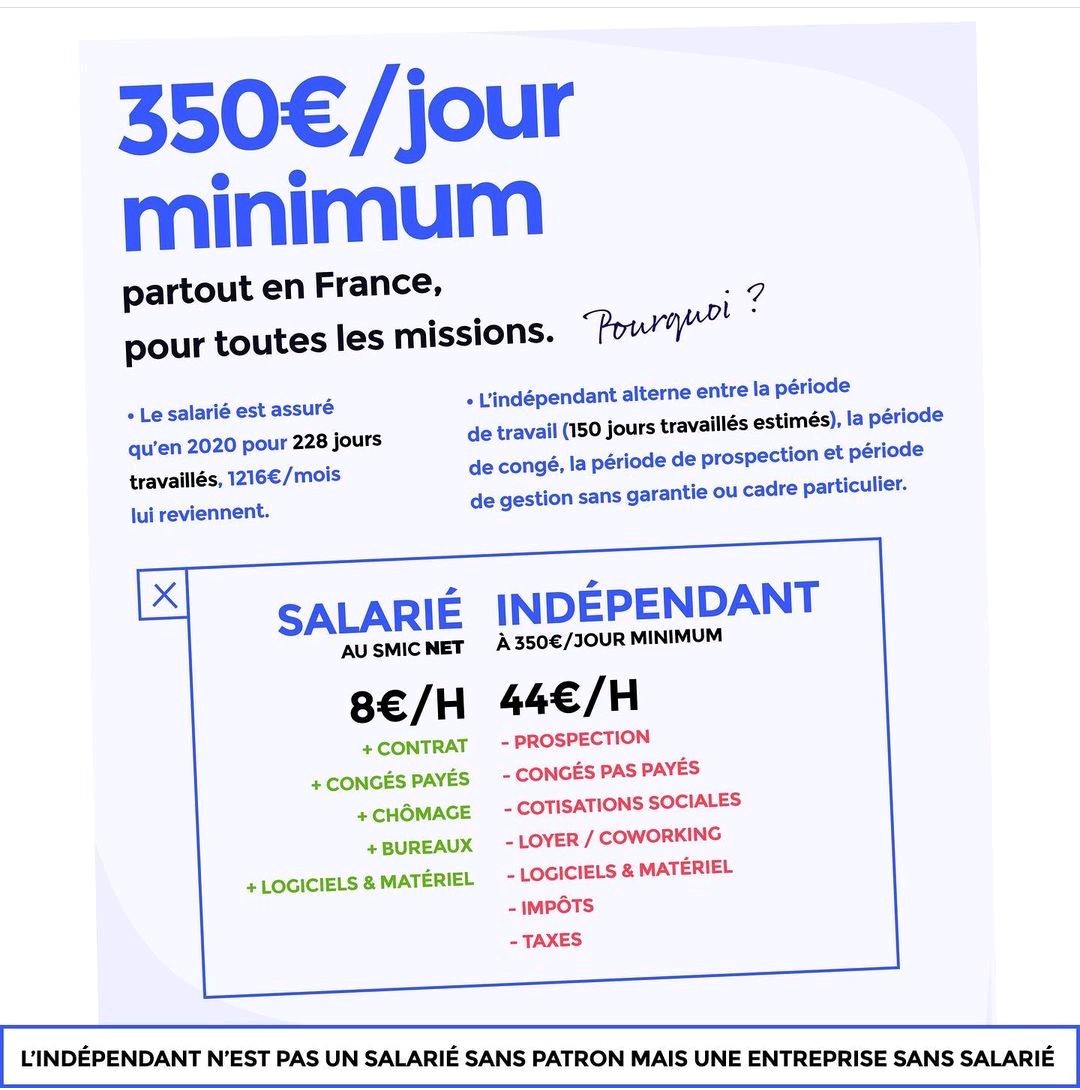 350€/jour
minimum
partout en France,
pour toutes les missions.
Pourquoi ?
• Le salarié est assuré
qu'en 2020 pour 228 jours
travaillés, 1216€/mois
lui reviennent.
• L'indépendant alterne entre la période
de travail (150 jours travaillés estimés), la période
de congé, la période de prospection et période
de gestion sans garantie ou cadre particulier.
SALARIÉ
AU SMIC NET
8€/H
+ CONTRAT
+ CONGÉS PAYÉS
+ CHÔMAGE
+ BUREAUX
+ LOGICIELS & MATÉRIEL
INDÉPENDANT
À 350€/JOUR MINIMUM
44€/H
- PROSPECTION
- CONGÉS PAS PAYÉS
- COTISATIONS SOCIALES
- LOYER / COWORKING
- LOGICIELS & MATÉRIEL
- IMPÔTS
- TAXES
L'INDÉPENDANT N'EST PAS UN SALARIÉ SANS PATRON MAIS UNE ENTREPRISE SANS SALARIÉ